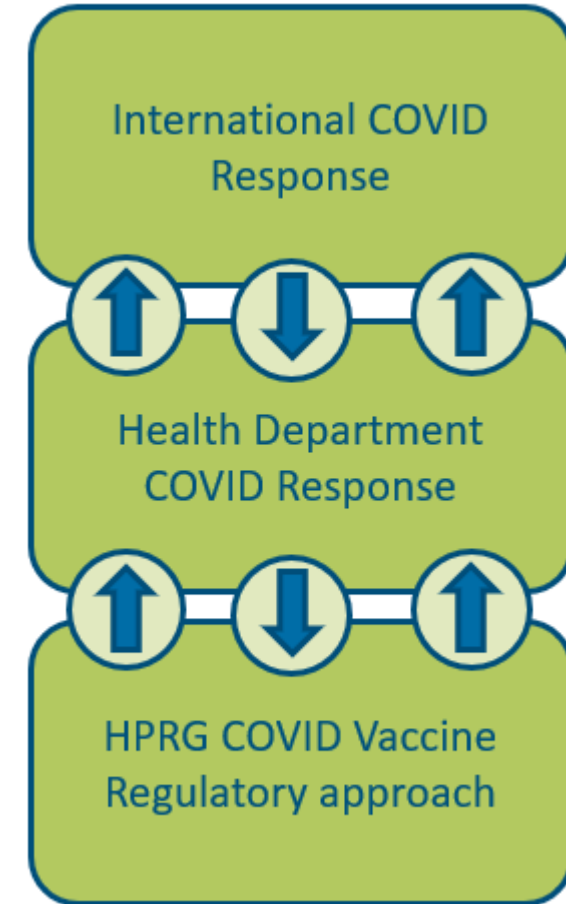 International COVID
Response
Health Department
COVID Response
HPRG COVID Vaccine
Regulatory approach